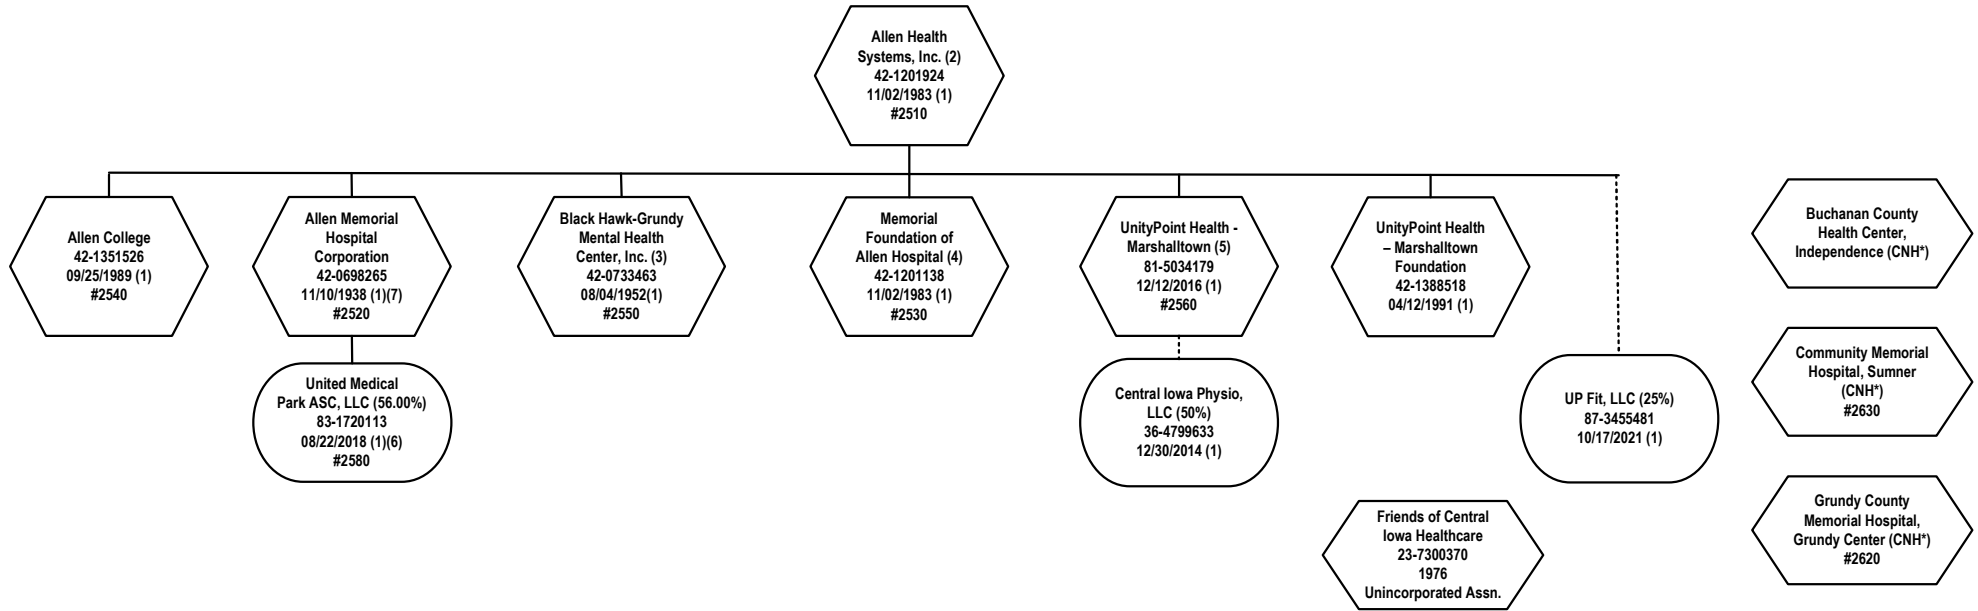 Allen Health
Systems, Inc. (2)
42-1201924
11/02/1983 (1)
#2510
Allen College
42-1351526
09/25/1989 (1)
#2540
Allen Memorial
Hospital
Corporation
42-0698265
11/10/1938 (1)(7)
#2520
Black Hawk-Grundy
Mental Health
Center, Inc. (3)
42-0733463
08/04/1952(1)
#2550
Memorial
Foundation of
Allen Hospital (4)
42-1201138
11/02/1983 (1)
#2530
UnityPoint Health -
Marshalltown (5)
81-5034179
12/12/2016 (1)
#2560
UnityPoint Health
– Marshalltown
Foundation
42-1388518
04/12/1991 (1)
Buchanan County
Health Center,
Independence (CNH*)
United Medical
Park ASC, LLC (56.00%)
83-1720113
08/22/2018 (1)(6)
#2580
Central Iowa Physio,
LLC (50%)
36-4799633
12/30/2014 (1)
UP Fit, LLC (25%)
87-3455481
10/17/2021 (1)
Community Memorial
Hospital, Sumner
(CNH*)
#2630
Friends of Central
Iowa Healthcare
23-7300370
1976
Unincorporated Assn.
Grundy County
Memorial Hospital,
Grundy Center (CNH*)
#2620